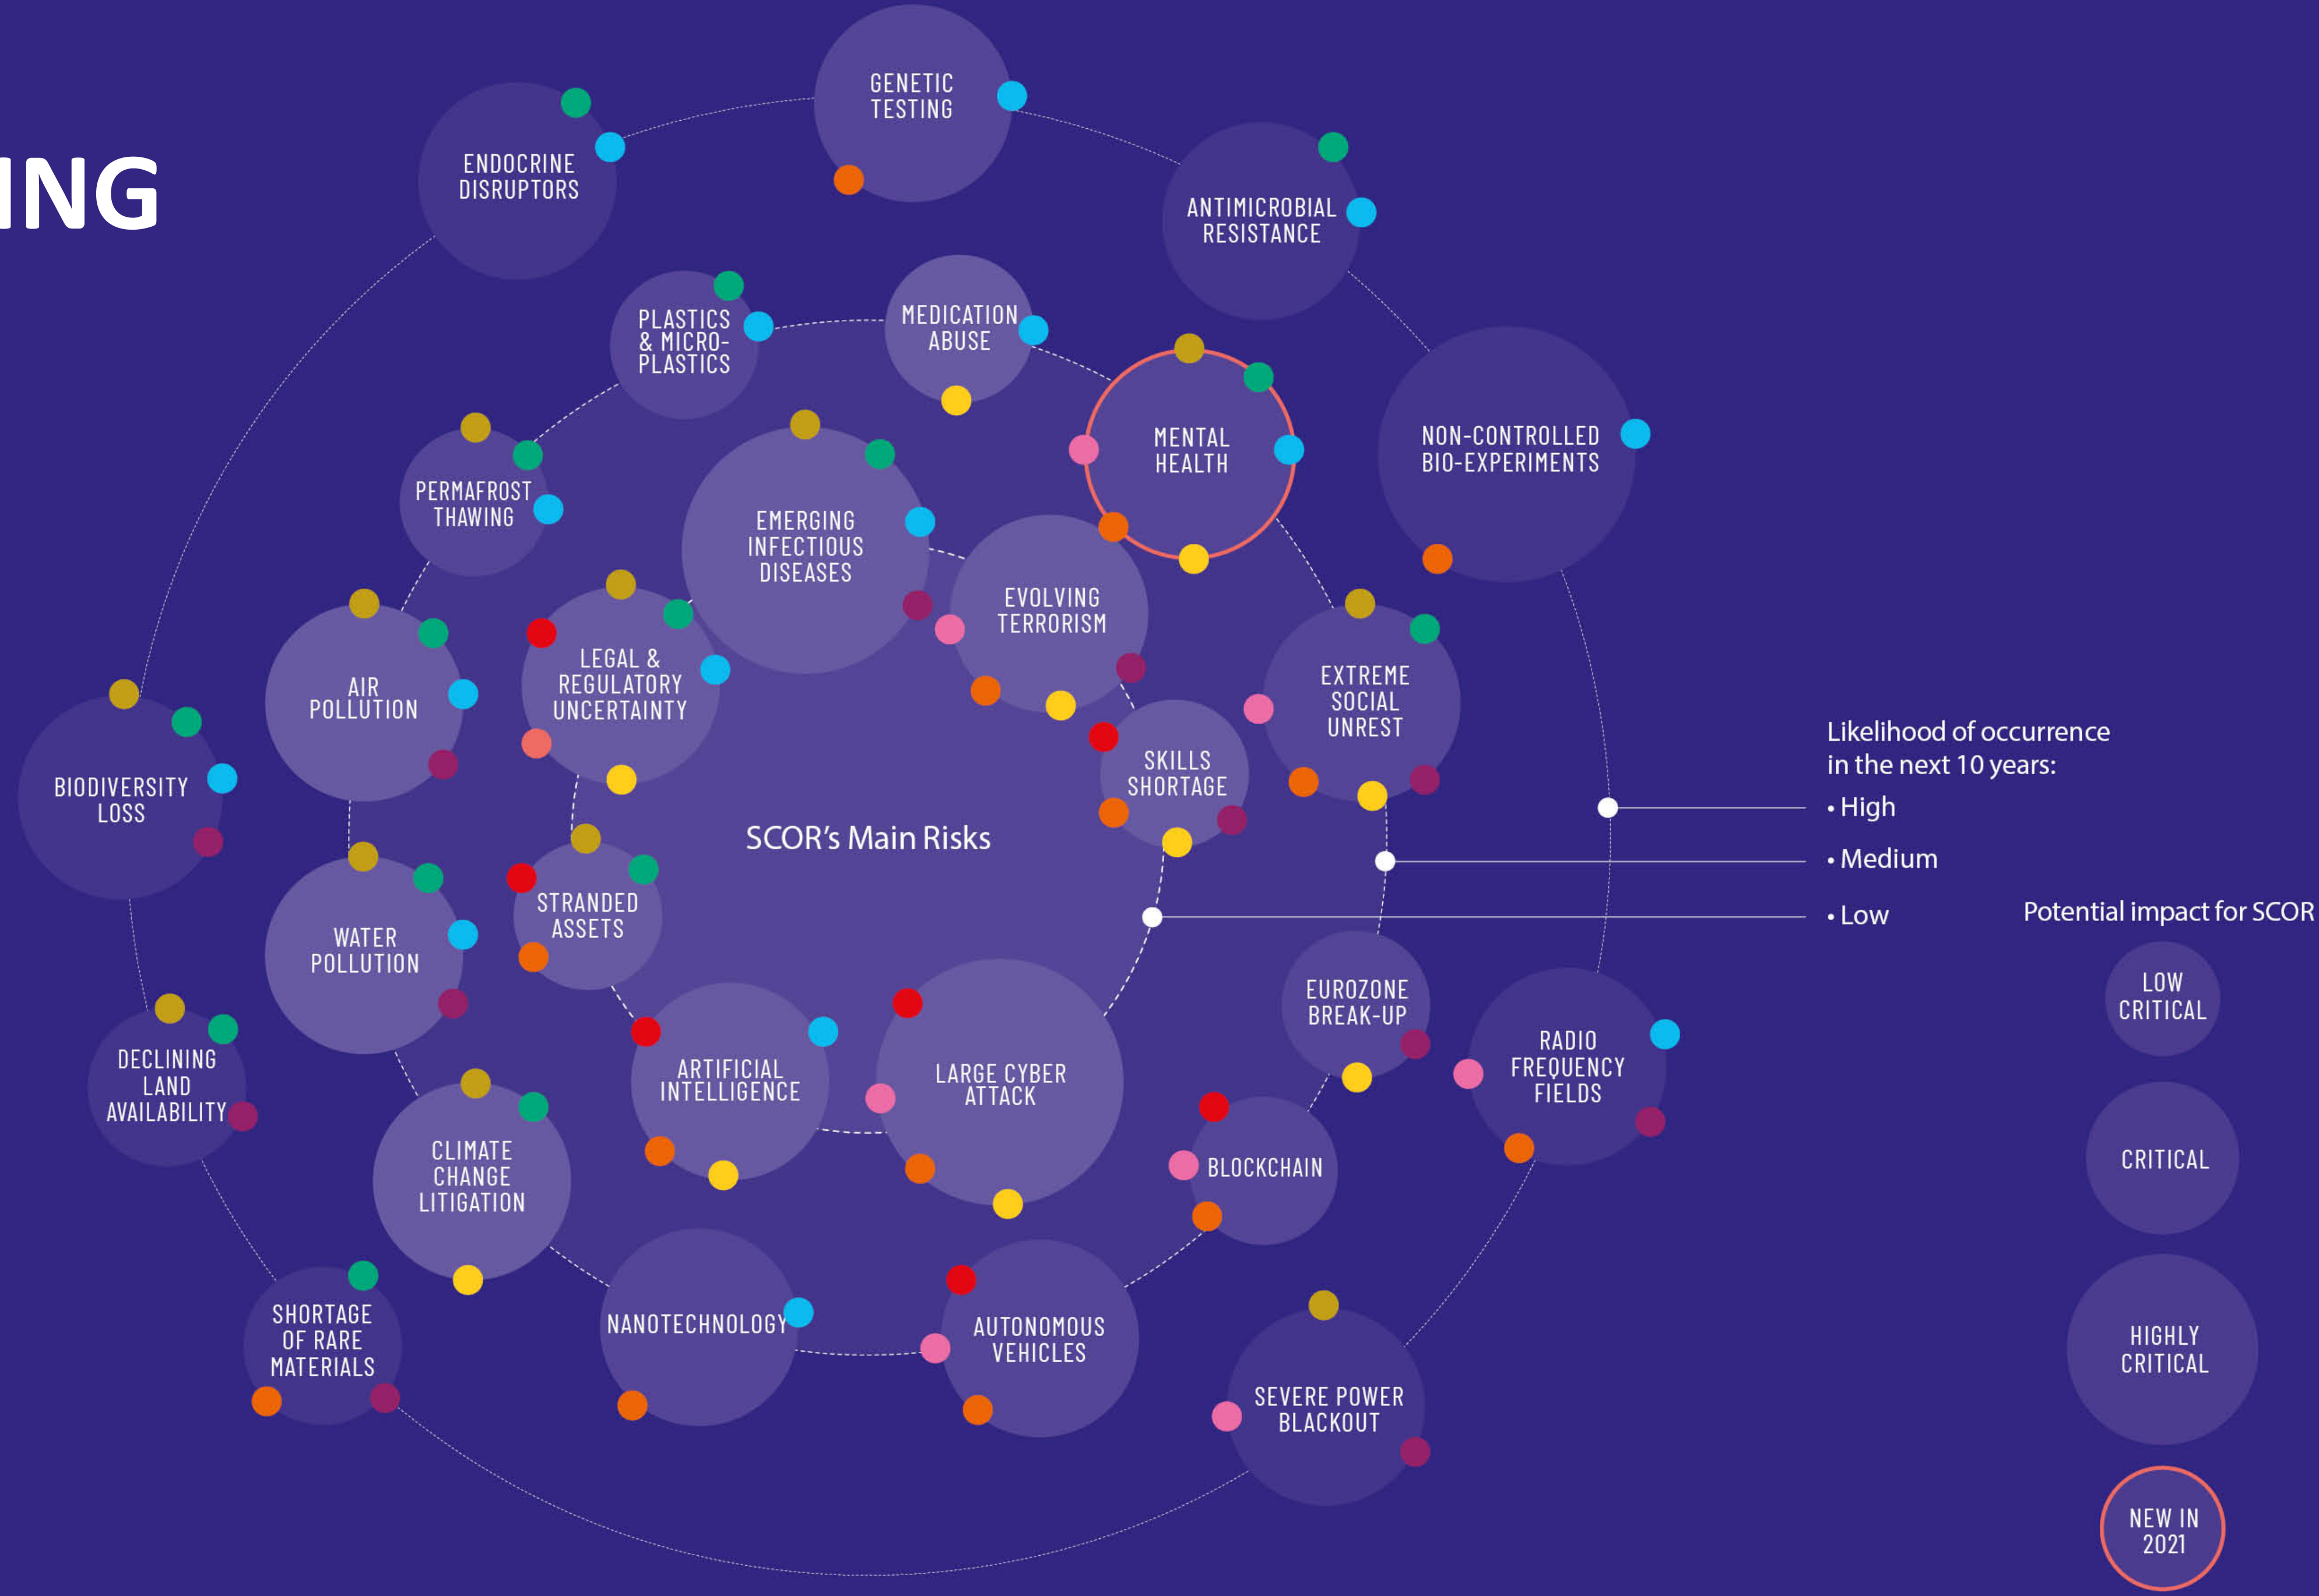 ING
GENETIC
TESTING
ENDOCRINE
DISRUPTORS
ANTIMICROBIAL
RESISTANCE
PLASTICS
& MICRO-
PLASTICS
MEDICATION
ABUSE
MENTAL
HEALTH
NON-CONTROLLED
BIO-EXPERIMENTS
PERMAFROST
THAWING
EMERGING
INFECTIOUS
DISEASES
EVOLVING
TERRORISM
LEGAL &
REGULATORY
UNCERTAINTY
AIR
POLLUTION
EXTREME
SOCIAL
UNREST
BIODIVERSITY
LOSS
SKILLS
SHORTAGE
SCOR's Main Risks
Likelihood of occurrence
in the next 10 years:
• High
• Medium
• Low
STRANDED
ASSETS
WATER
POLLUTION
EUROZONE
BREAK-UP
RADIO
FREQUENCY
FIELDS
DECLINING
LAND
AVAILABILITY
ARTIFICIAL
INTELLIGENCE
LARGE CYBER
ATTACK
CLIMATE
CHANGE
LITIGATION
BLOCKCHAIN
SHORTAGE
OF RARE
MATERIALS
NANOTECHNOLOGY
AUTONOMOUS
VEHICLES
SEVERE POWER
BLACKOUT
Potential impact for SCOR
LOW
CRITICAL
CRITICAL
HIGHLY
CRITICAL
NEW IN
2021